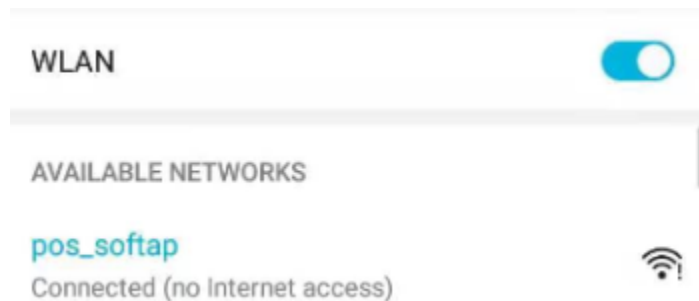 WLAN
AVAILABLE NETWORKS
pos_softap
Connected (no Internet access)